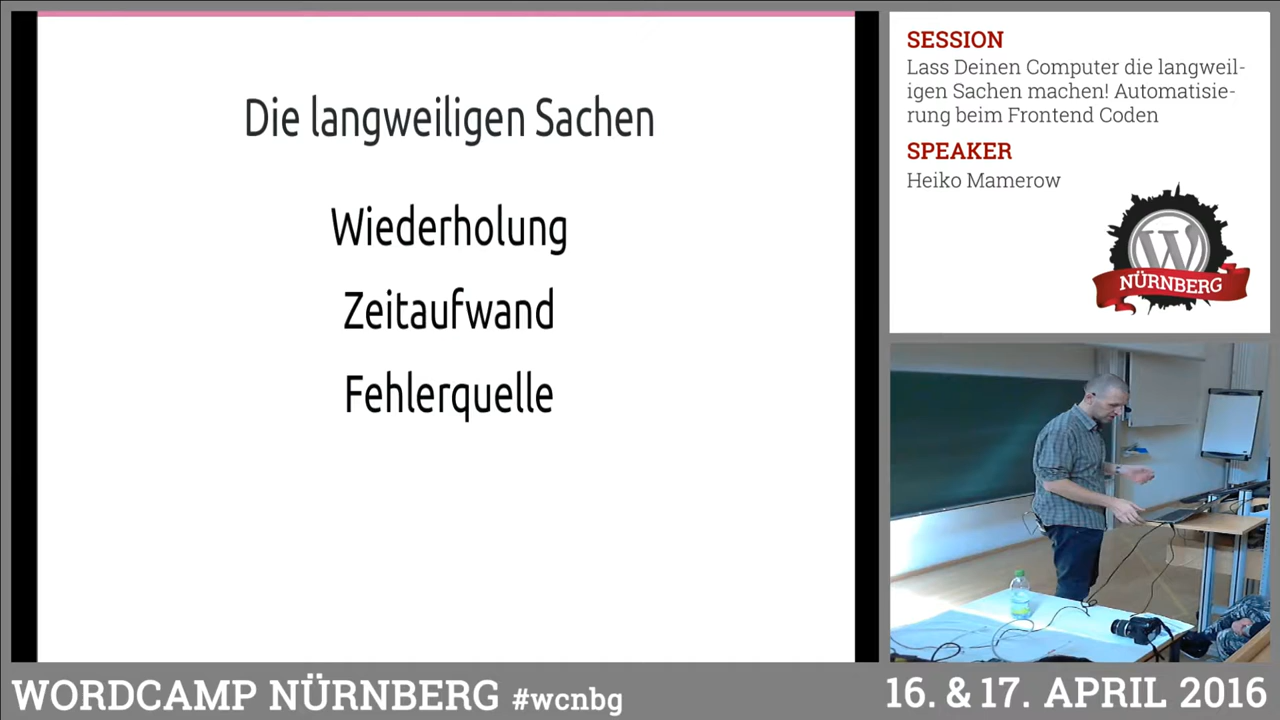 Die langweiligen Sachen
Wiederholung
Zeitaufwand
Fehlerquelle
SESSION
Lass Deinen Computer die langweil-
igen Sachen machen! Automatisie-
rung beim Frontend Coden
SPEAKER
Heiko Mamerow
W
NÜRNBERG
WORDCAMP NÜRNBERG #wcnbg
16. & 17. APRIL 2016